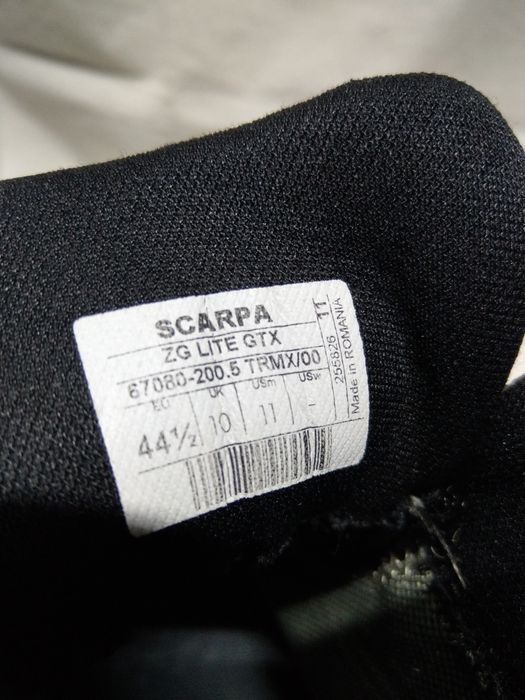 SCARPA
ZG LITE GTX
67080-200.5 TRMX/00
EU UK USm USw
44½ 10 11 -
11
255826
Made in ROMANIA